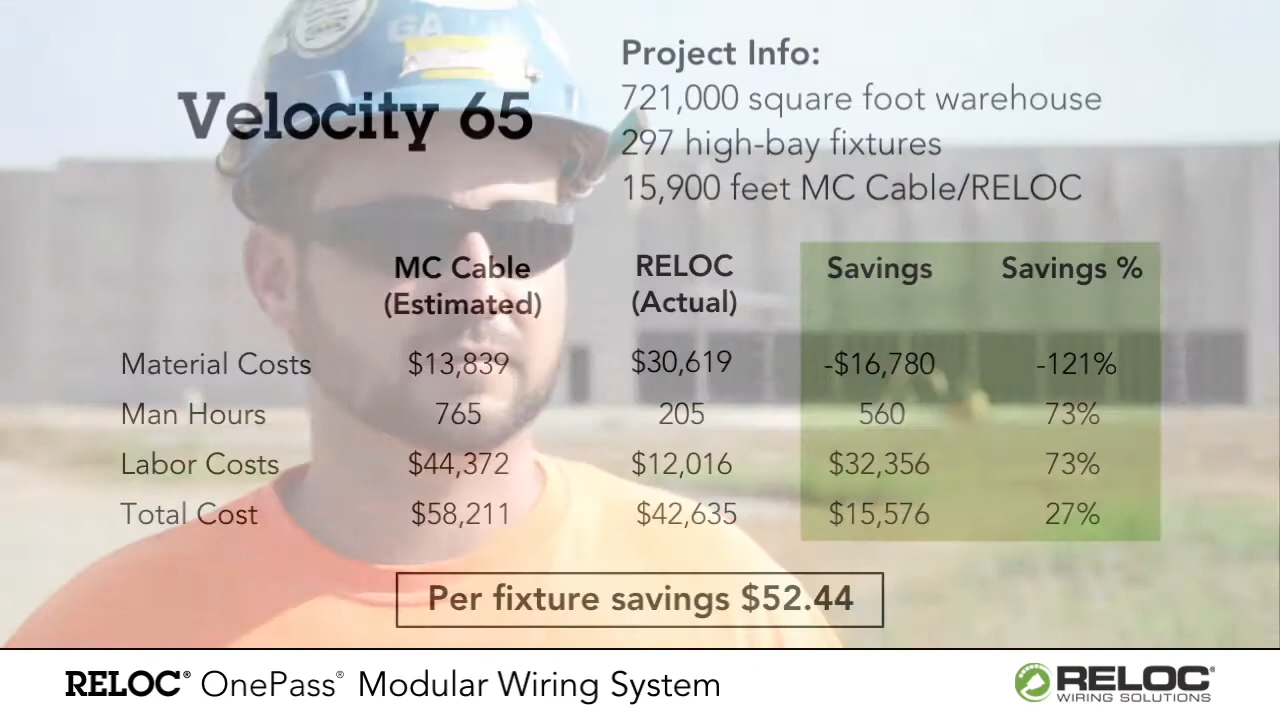 GA
Velocity 65
Project Info:
721,000 square foot warehouse
297 high-bay fixtures
15,900 feet MC Cable/RELOC
MC Cable (Estimated) RELOC (Actual) Savings Savings %
Material Costs $13,839 $30,619 -$16,780 -121%
Man Hours 765 205 560 73%
Labor Costs $44,372 $12,016 $32,356 73%
Total Cost $58,211 $42,635 $15,576 27%
Per fixture savings $52.44
RELOC® OnePass® Modular Wiring System
RELOC®
WIRING SOLUTIONS